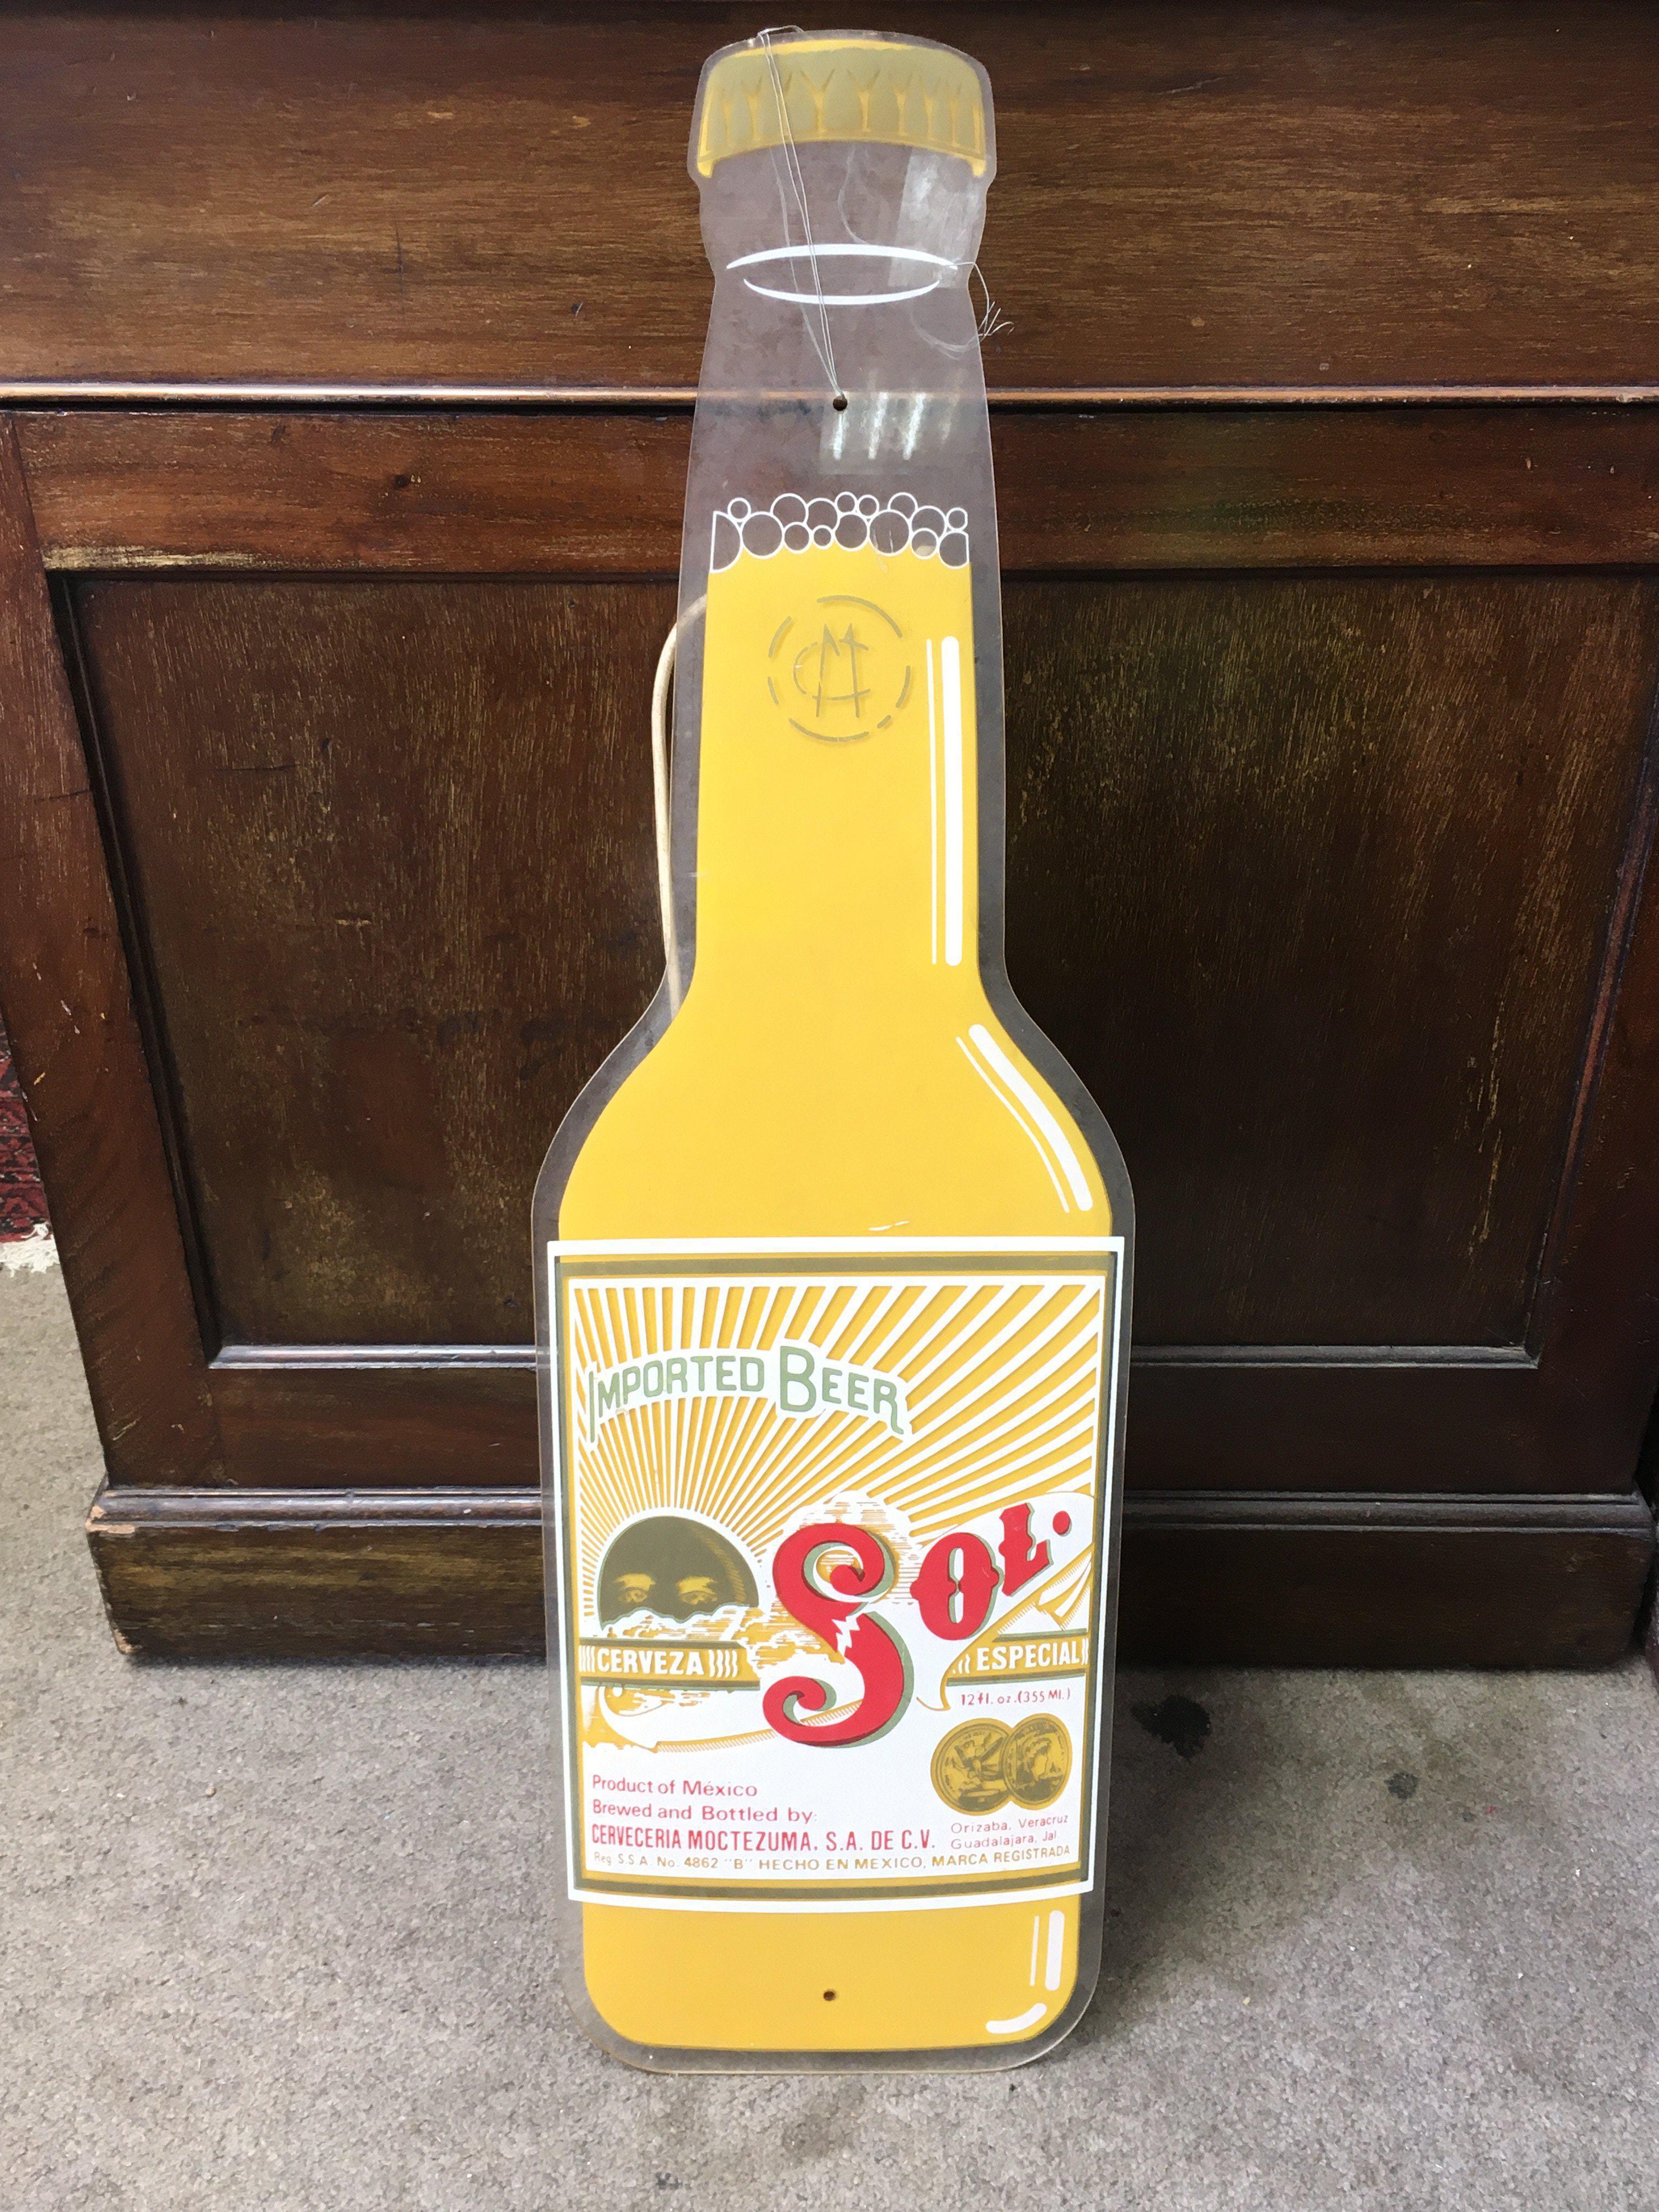 CM
IMPORTED BEER
SOL.
CERVEZA
ESPECIAL
12 fl. oz. (355 Ml.)
Product of México
Brewed and Bottled by:
CERVECERIA MOCTEZUMA, S.A. DE C.V.
Orizaba, Veracruz
Guadalajara, Jal
Reg. S.S.A. No. 4862 "B" HECHO EN MEXICO, MARCA REGISTRADA